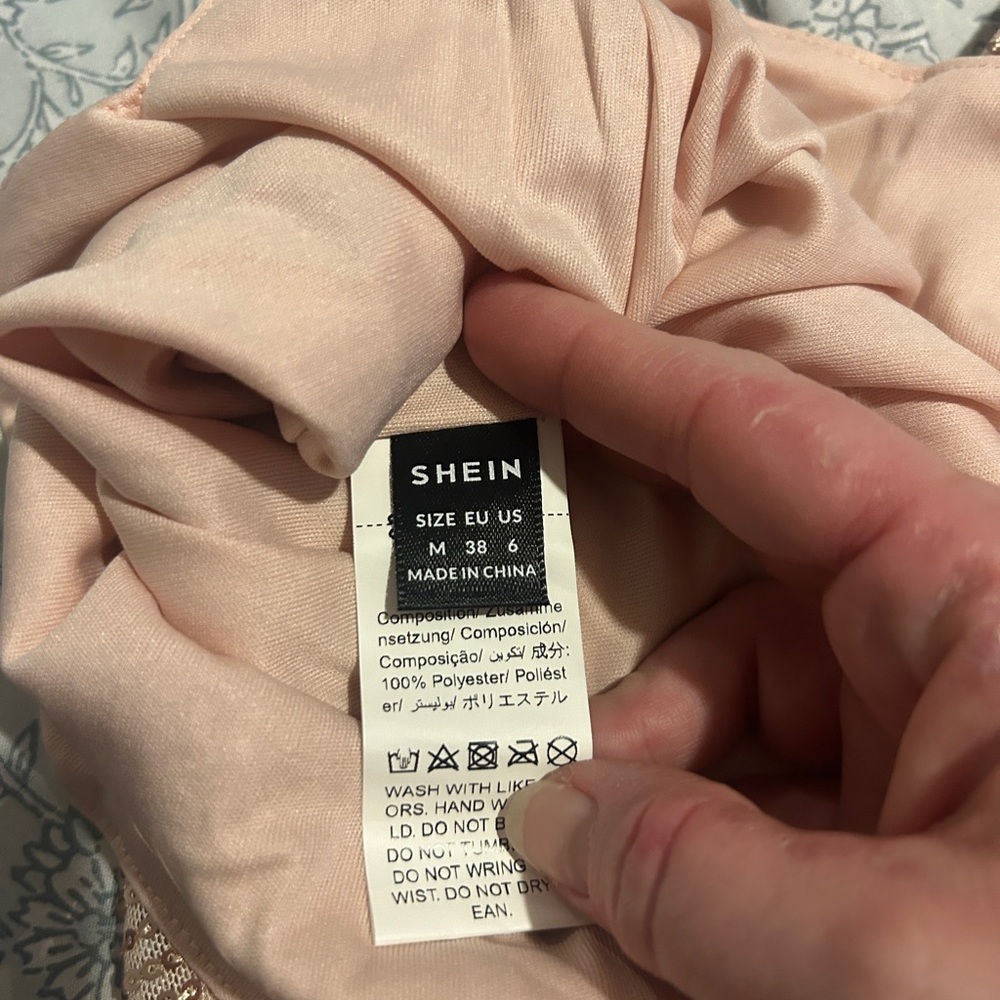 SHEIN
SIZE EU US
M 38 6
MADE IN CHINA
Composition/ Zusamme
nsetzung/ Composición/
Composição/ تكوين/ 成分:
100% Polyester/ Poliést
er/ بوليستر/ ポリエステル
WASH WITH LIKE
ORS. HAND W
LD. DO NOT B
DO NOT TUMB
DO NOT WRING
WIST. DO NOT DRY
EAN.